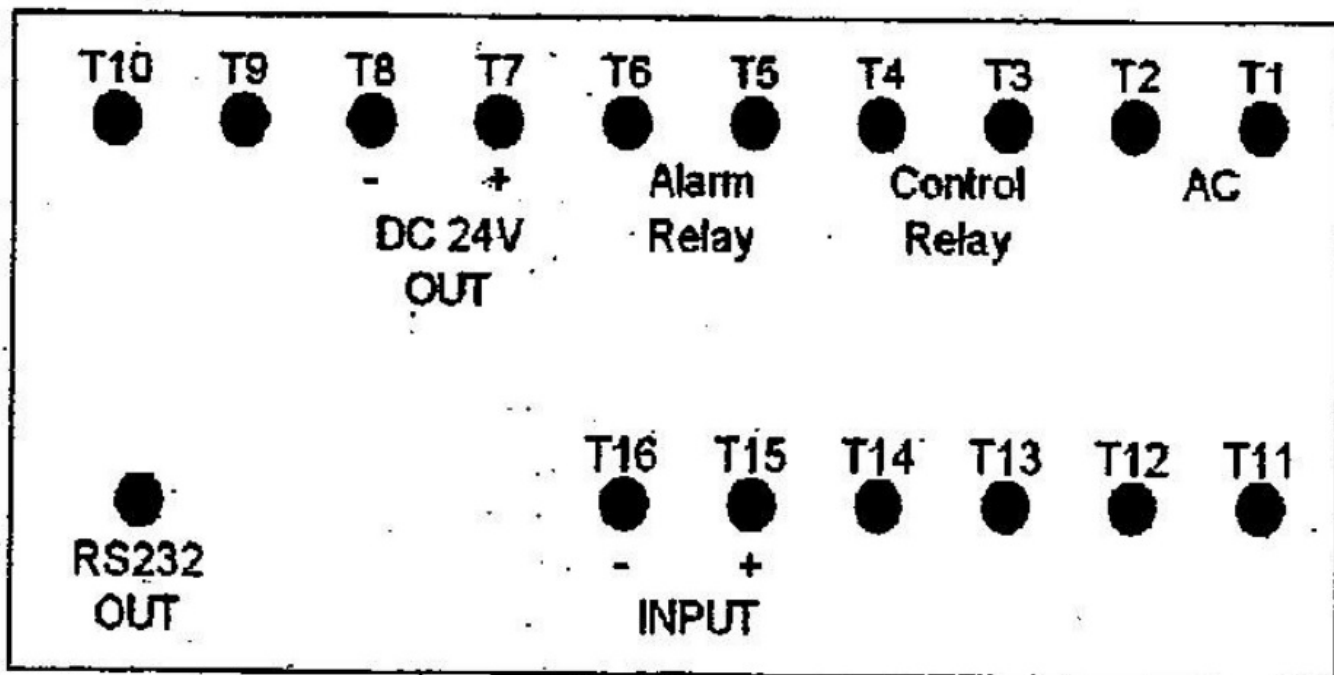 T10 T9 T8 T7 T6 T5 T4 T3 T2 T1
- + Alarm Control AC
DC 24V Relay Relay
OUT
T16 T15 T14 T13 T12 T11
RS232 - +
OUT INPUT